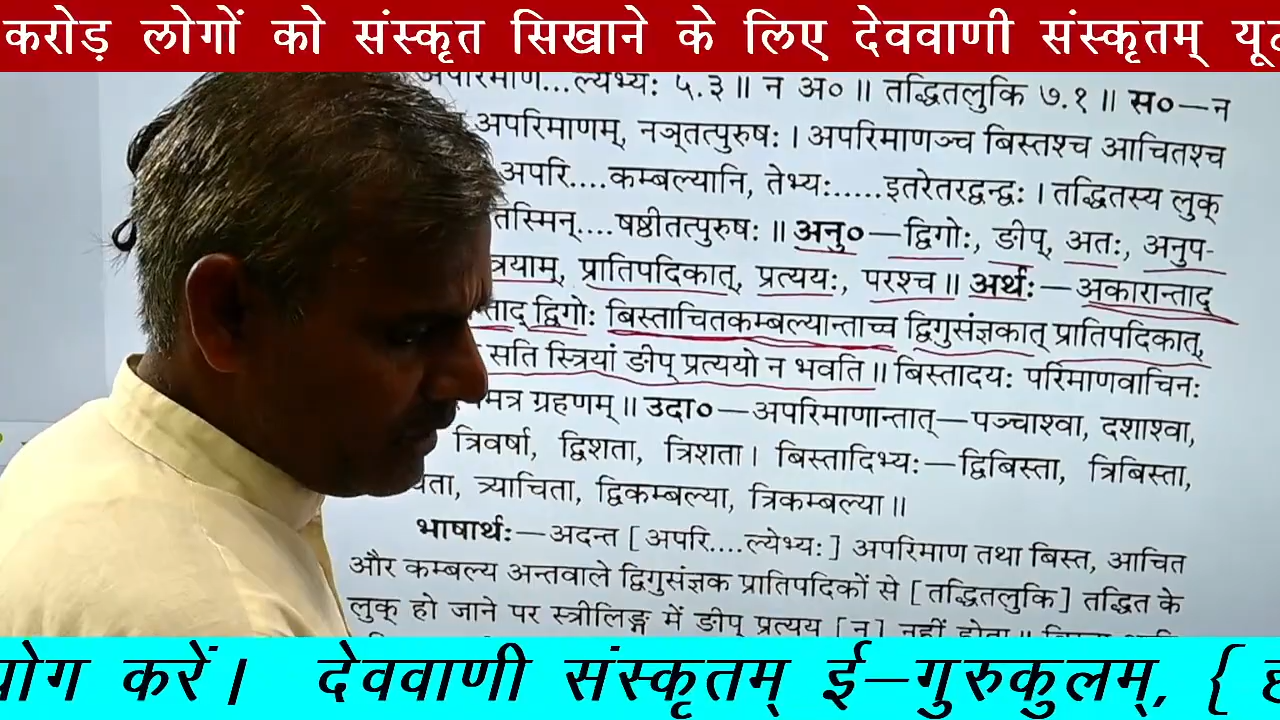 करोड़ लोगों को संस्कृत सिखाने के लिए देववाणी संस्कृतम्
अपरिमाण...ल्येभ्यः ५.३॥ न अ०॥ तद्धितलुकि ७.१॥ स०—न
अपरिमाणम्, नञ्तत्पुरुषः। अपरिमाणञ्च बिस्तश्च आचितश्च
अपरि....कम्बल्यानि, तेभ्यः.....इतरेतरद्वन्द्वः। तद्धितस्य लुक्
तस्मिन्....षष्ठीतत्पुरुषः॥ अनु०—द्विगोः, ङीप्, अतः, अनुप-
त्रयाम्, प्रातिपदिकात्, प्रत्ययः, परश्च॥ अर्थः—अकारान्ताद्
ताद् द्विगोः बिस्ताचितकम्बल्यान्ताच्च द्विगुसंज्ञकात् प्रातिपदिकात्,
सति स्त्रियां ङीप् प्रत्ययो न भवति॥ बिस्तादयः परिमाणवाचिनः
मत्र ग्रहणम्॥ उदा०—अपरिमाणान्तात्—पञ्चाश्वा, दशाश्वा,
त्रिवर्षा, द्विशता, त्रिशता। बिस्तादिभ्यः—द्विबिस्ता, त्रिबिस्ता,
ता, त्र्याचिता, द्विकम्बल्या, त्रिकम्बल्या॥
भाषार्थः—अदन्त [अपरि....ल्येभ्यः] अपरिमाण तथा बिस्त, आचित
और कम्बल्य अन्तवाले द्विगुसंज्ञक प्रातिपदिकों से [तद्धितलुकि] तद्धित के
लुक् हो जाने पर स्त्रीलिङ्ग में ङीप् प्रत्यय [न] नहीं होता॥
योग करें। देववाणी संस्कृतम् ई—गुरुकुलम्, {